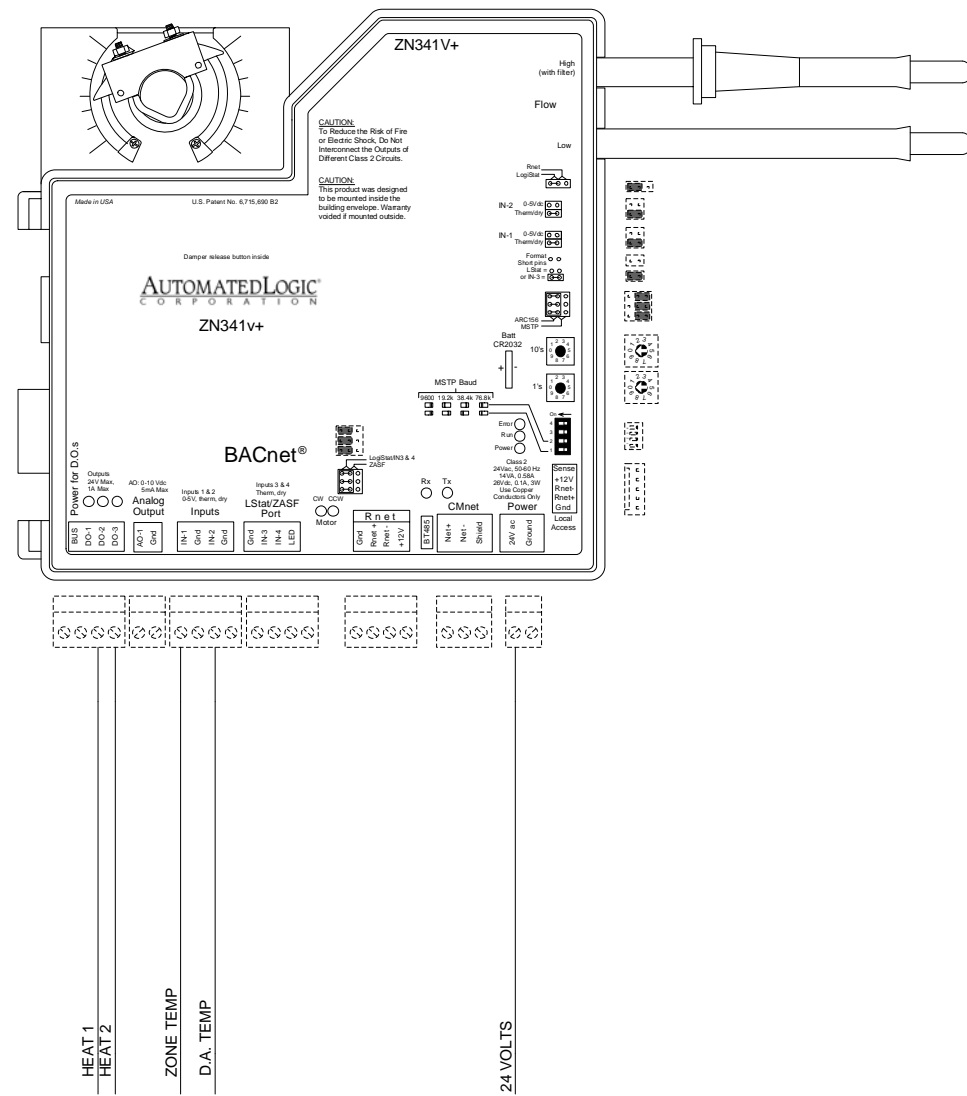 ZN341V+
High
(with filter)
Flow
Low
CAUTION:
To Reduce the Risk of Fire
or Electric Shock, Do Not
Interconnect the Outputs of
Different Class 2 Circuits.
CAUTION:
This product was designed
to be mounted inside the
building envelope. Warranty
voided if mounted outside.
Made in USA
U.S. Patent No. 6,715,690 B2
Rnet
LogiStat
IN-2
0-5Vdc
Therm/dry
IN-1
0-5Vdc
Therm/dry
Format
Short pins
LStat =
or IN-3 =
Damper release button inside
AUTOMATEDLOGIC®
CORPORATION
ZN341v+
ARC156
MSTP
Batt
CR2032
+ -
10's
1's
MSTP Baud
9600 19.2k 38.4k 76.8k
On
4
3
2
1
Error
Run
Power
BACnet®
LogiStat/IN3 & 4
ZASF
Class 2
24Vac, 50-60 Hz
14VA, 0.58A
26Vdc, 0.1A, 3W
Use Copper
Conductors Only
Power
Sense
+12V
Rnet-
Rnet+
Gnd
Local
Access
Power for D.O.s
Outputs
24V Max,
1A Max
AO: 0-10 Vdc
5mA Max
Analog
Output
Inputs 1 & 2
0-5V, therm, dry
Inputs
Inputs 3 & 4
Therm, dry
LStat/ZASF
Port
CW CCW
Motor
Rnet
Rx Tx
CMnet
BUS
DO-1
DO-2
DO-3
AO-1
Gnd
IN-1
Gnd
IN-2
Gnd
Gnd
IN-3
IN-4
LED
Gnd
Rnet +
Rnet -
+12V
BT485
Net+
Net -
Shield
24V ac
Ground
HEAT 1
HEAT 2
ZONE TEMP
D.A. TEMP
24 VOLTS